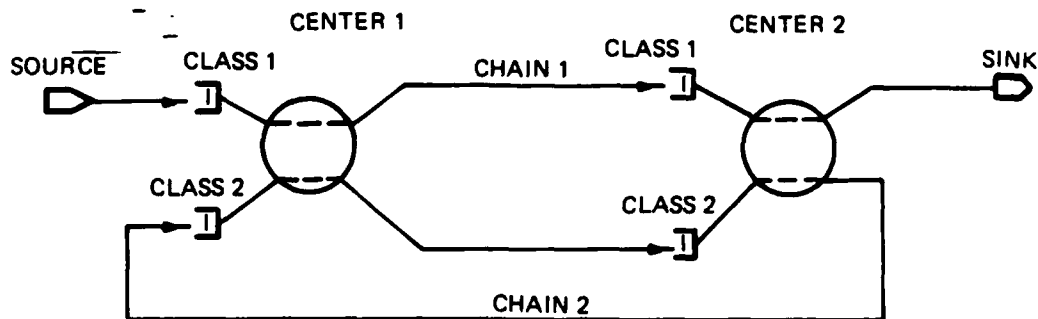 CENTER 1
CENTER 2
SOURCE
CLASS 1
CHAIN 1
CLASS 1
SINK
CLASS 2
CLASS 2
CHAIN 2